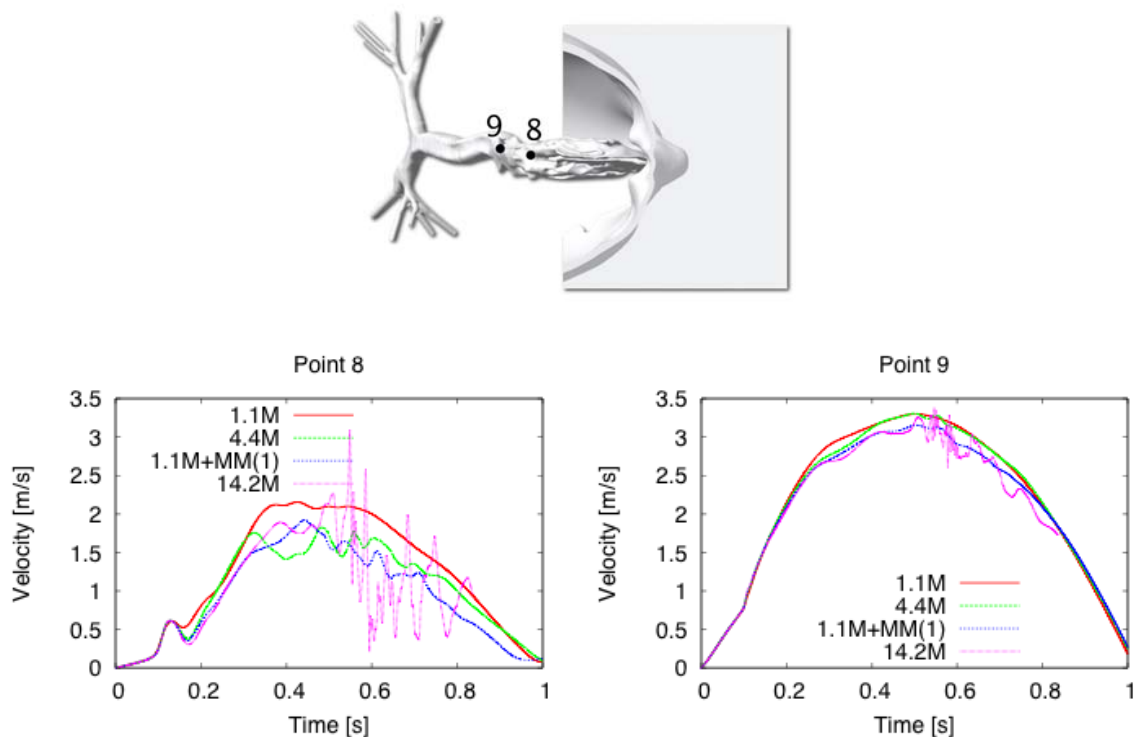 9
8
Point 8
3.5
3
2.5
2
1.5
1
0.5
0
Velocity [m/s]
1.1M
4.4M
1.1M+MM(1)
14.2M
0 0.2 0.4 0.6 0.8 1
Time [s]
Point 9
3.5
3
2.5
2
1.5
1
0.5
0
Velocity [m/s]
1.1M
4.4M
1.1M+MM(1)
14.2M
0 0.2 0.4 0.6 0.8 1
Time [s]